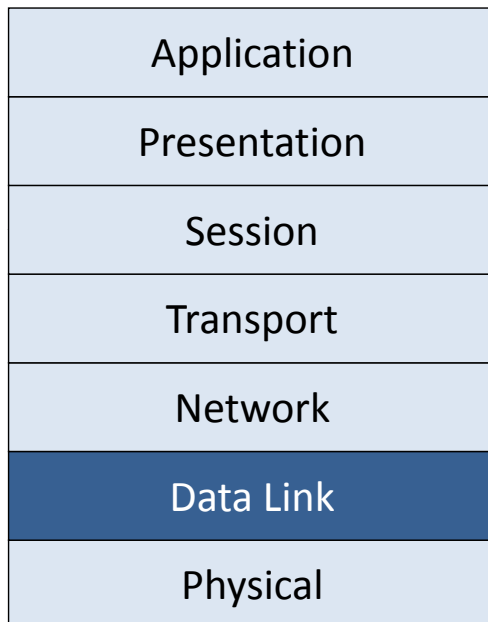 Application
Presentation
Session
Transport
Network
Data Link
Physical